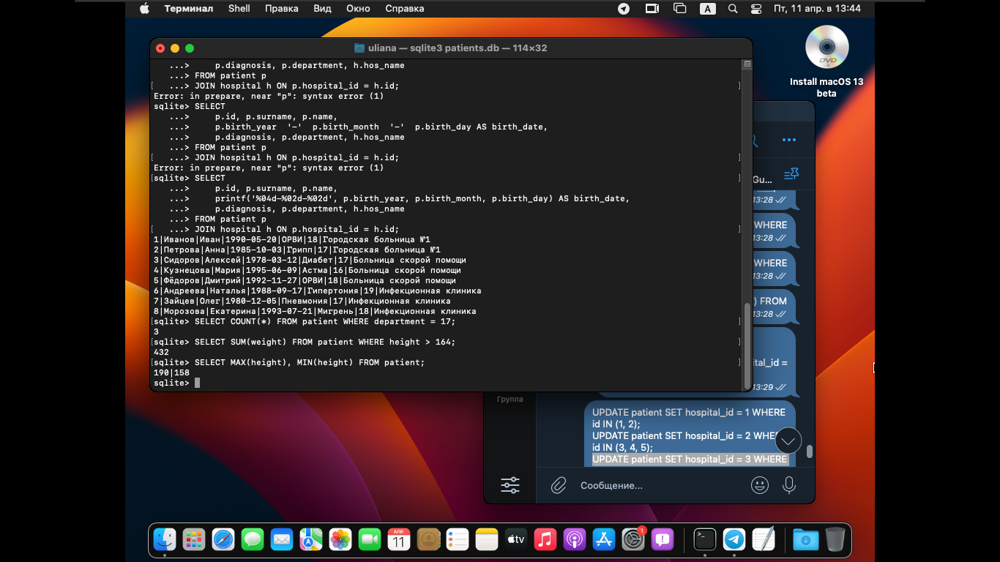 Терминал Shell Правка Вид Окно Справка A Пт, 11 апр. в 13:44
uliana — sqlite3 patients.db — 114×32
...> p.diagnosis, p.department, h.hos_name
...> FROM patient p
[ ...> JOIN hospital h ON p.hospital_id = h.id; ]
Error: in prepare, near "p": syntax error (1)
sqlite> SELECT
...> p.id, p.surname, p.name,
...> p.birth_year '-' p.birth_month '-' p.birth_day AS birth_date,
...> p.diagnosis, p.department, h.hos_name
...> FROM patient p
[ ...> JOIN hospital h ON p.hospital_id = h.id; ]
Error: in prepare, near "p": syntax error (1)
[sqlite> SELECT ]
...> p.id, p.surname, p.name,
...> printf('%04d-%02d-%02d', p.birth_year, p.birth_month, p.birth_day) AS birth_date,
...> p.diagnosis, p.department, h.hos_name
...> FROM patient p
[ ...> JOIN hospital h ON p.hospital_id = h.id; ]
1|Иванов|Иван|1990-05-20|ОРВИ|18|Городская больница №1
2|Петрова|Анна|1985-10-03|Грипп|17|Городская больница №1
3|Сидоров|Алексей|1978-03-12|Диабет|17|Больница скорой помощи
4|Кузнецова|Мария|1995-06-09|Астма|16|Больница скорой помощи
5|Фёдоров|Дмитрий|1992-11-27|ОРВИ|18|Больница скорой помощи
6|Андреева|Наталья|1988-09-17|Гипертония|19|Инфекционная клиника
7|Зайцев|Олег|1980-12-05|Пневмония|17|Инфекционная клиника
8|Морозова|Екатерина|1993-07-21|Мигрень|18|Инфекционная клиника
[sqlite> SELECT COUNT(*) FROM patient WHERE department = 17; ]
3
[sqlite> SELECT SUM(weight) FROM patient WHERE height > 164; ]
432
[sqlite> SELECT MAX(height), MIN(height) FROM patient; ]
190|158
sqlite>
DVD
Install macOS 13
beta
Gu...
13:28
WHERE
13:28
WHERE
13:28
) FROM
13:28
ital_id =
13:29
Группа
UPDATE patient SET hospital_id = 1 WHERE
id IN (1, 2);
UPDATE patient SET hospital_id = 2 WHE
id IN (3, 4, 5);
UPDATE patient SET hospital_id = 3 WHERE
Сообщение...
АПР.
11
tv
1
>_